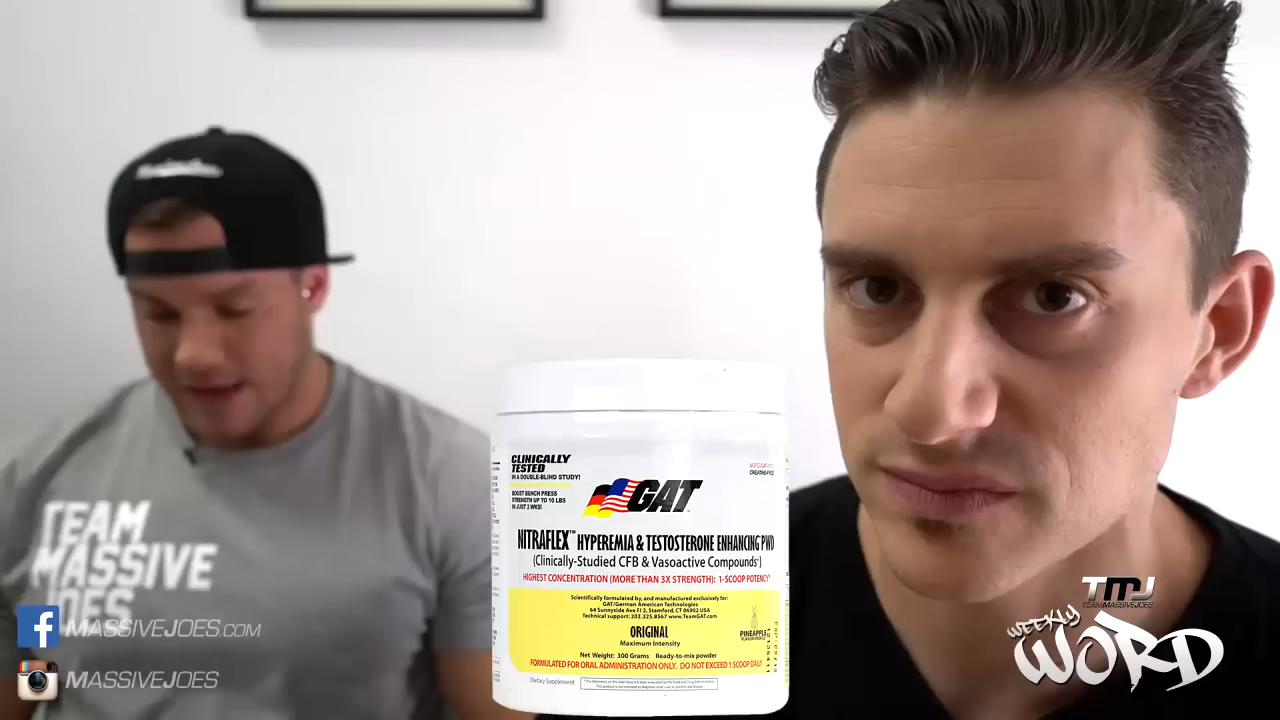 CLINICALLY
TESTED
IN A DOUBLE-BLIND STUDY!
BOOST BENCH PRESS
STRENGTH UP TO 10 LBS
IN JUST 2 WKS!
CREATINE-FREE
GAT
NITRAFLEX™ HYPEREMIA & TESTOSTERONE ENHANCING PWD
(Clinically-Studied CFB & Vasoactive Compounds*)
HIGHEST CONCENTRATION (MORE THAN 3X STRENGTH): 1-SCOOP POTENCY*
Scientifically formulated by, and manufactured exclusively for:
GAT/German American Technologies
64 Sunnyside Ave Fl 2, Stamford, CT 06902 USA
Technical support: 203.325.8567 www.TeamGAT.com
ORIGINAL
Maximum Intensity
PINEAPPLE
Net Weight: 300 Grams Ready-to-mix powder
FORMULATED FOR ORAL ADMINISTRATION ONLY. DO NOT EXCEED 1 SCOOP DAILY
Dietary Supplement
TEAM
MASSIVE
JOES
f MASSIVEJOES.COM
MASSIVEJOES
TMJ
TEAMMASSIVEJOES
WEEKLY
WORD